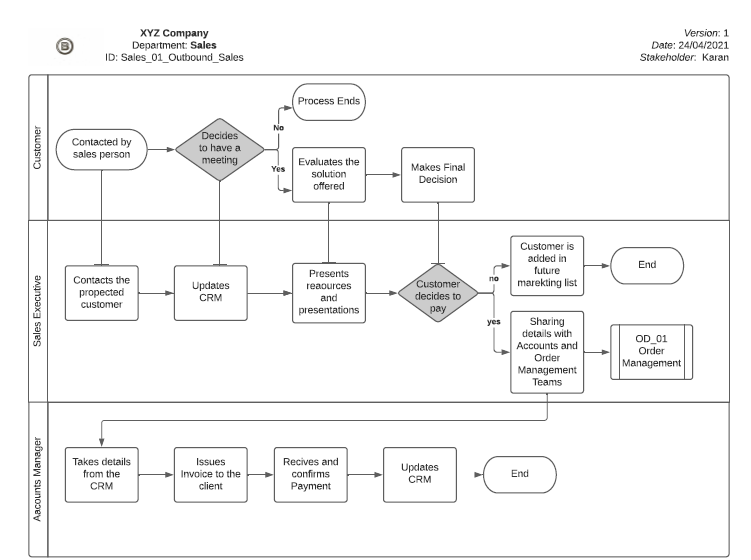 B
XYZ Company
Department: Sales
ID: Sales_01_Outbound_Sales
Version: 1
Date: 24/04/2021
Stakeholder: Karan
Customer
Contacted by
sales person
Decides
to have a
meeting
No
Yes
Process Ends
Evaluates the
solution
offered
Makes Final
Decision
Sales Executive
Contacts the
propected
customer
Updates
CRM
Presents
reaources
and
presentations
Customer
decides to
pay
no
yes
Customer is
added in
future
marekting list
End
Sharing
details with
Accounts and
Order
Management
Teams
OD_01
Order
Management
Aaccounts Manager
Takes details
from the
CRM
Issues
Invoice to the
client
Recives and
confirms
Payment
Updates
CRM
End